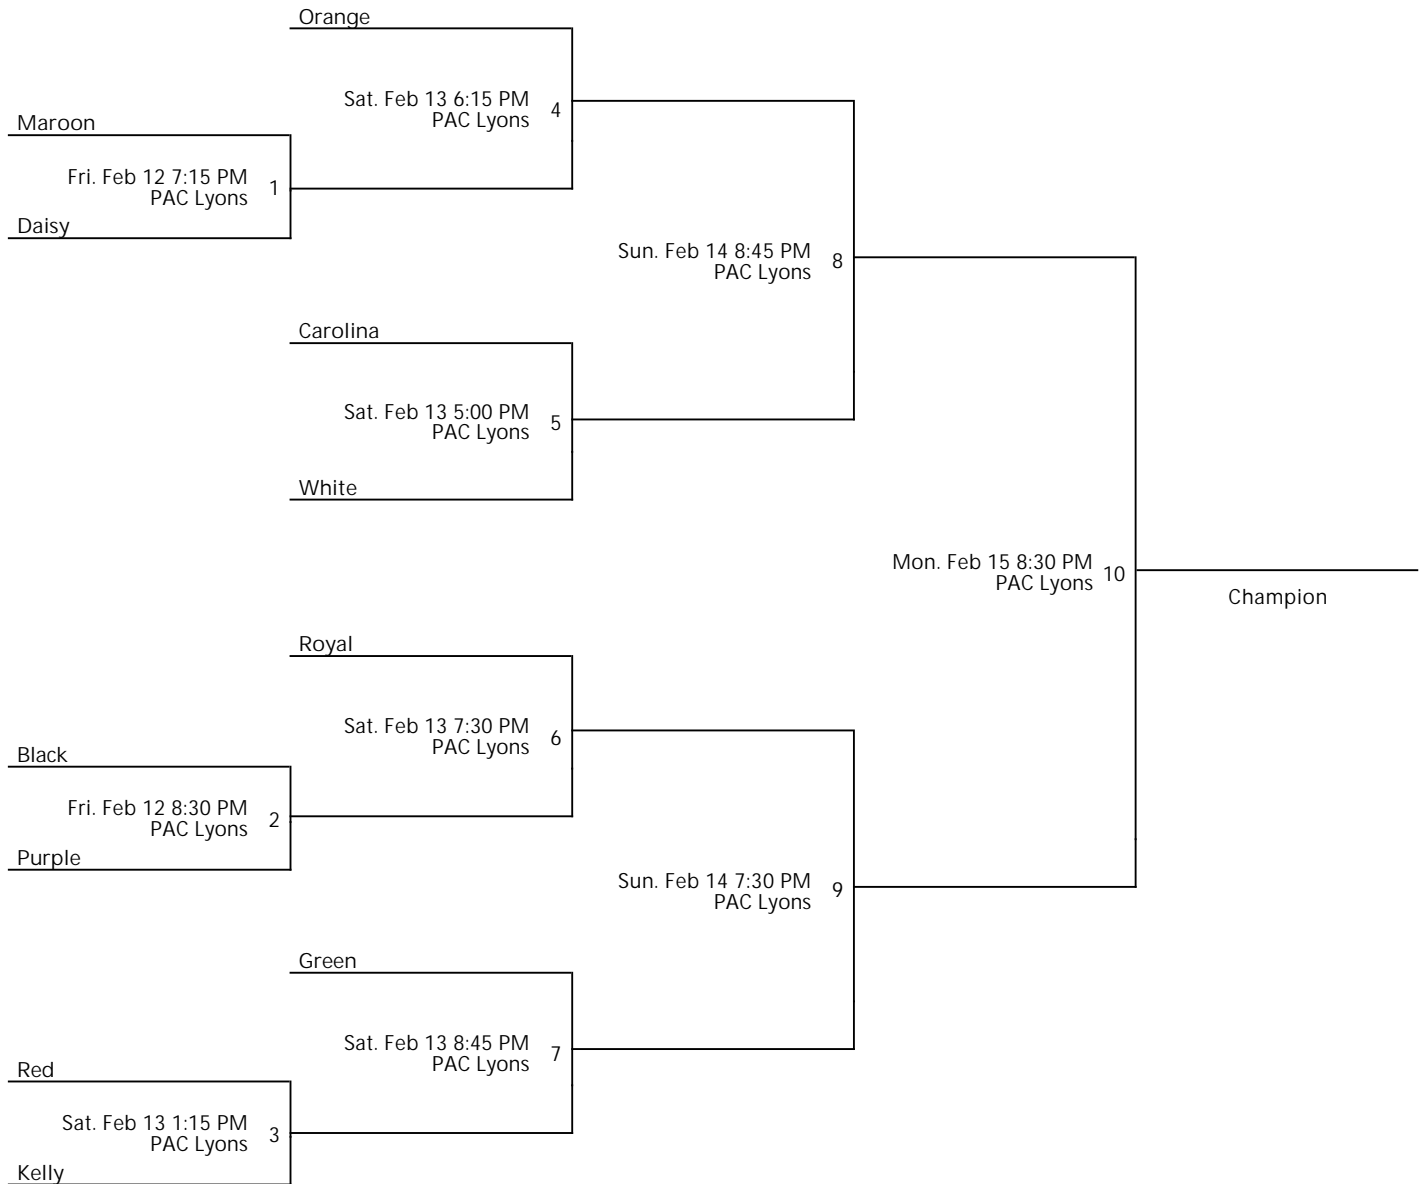 Orange
Sat. Feb 13 6:15 PM
PAC Lyons
4
Maroon
Fri. Feb 12 7:15 PM
PAC Lyons
1
Daisy
Sun. Feb 14 8:45 PM
PAC Lyons
8
Carolina
Sat. Feb 13 5:00 PM
PAC Lyons
5
White
Mon. Feb 15 8:30 PM
PAC Lyons
10
Champion
Royal
Sat. Feb 13 7:30 PM
PAC Lyons
6
Black
Fri. Feb 12 8:30 PM
PAC Lyons
2
Purple
Sun. Feb 14 7:30 PM
PAC Lyons
9
Green
Sat. Feb 13 8:45 PM
PAC Lyons
7
Red
Sat. Feb 13 1:15 PM
PAC Lyons
3
Kelly